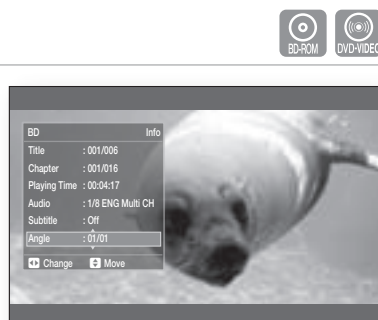 BD-ROM DVD-VIDEO
BD Info
Title : 001/006
Chapter : 001/016
Playing Time : 00:04:17
Audio : 1/8 ENG Multi CH
Subtitle : Off
Angle : 01/01
Change Move